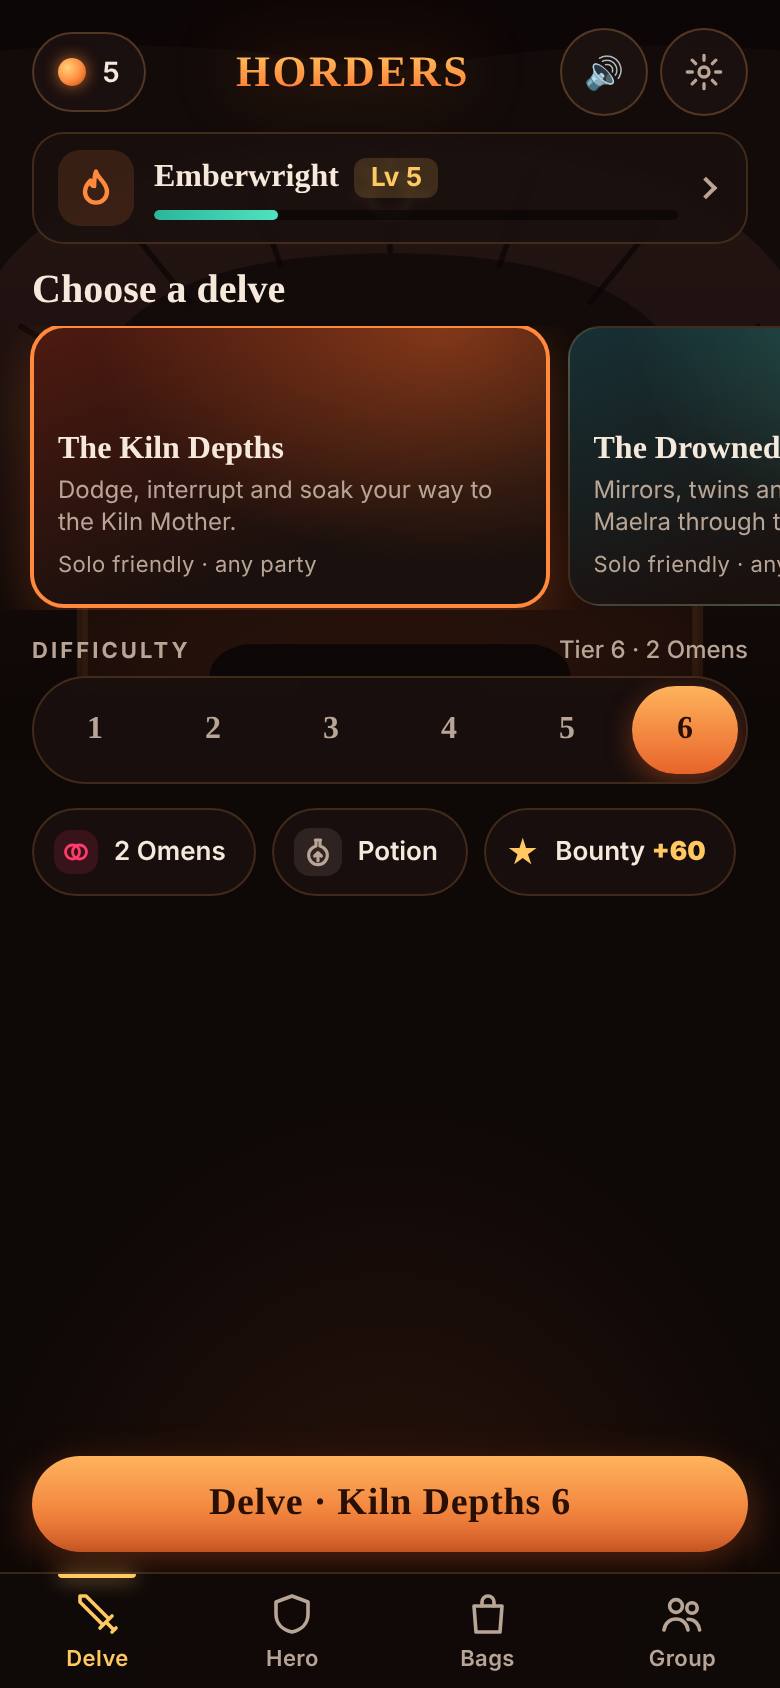 5
HORDERS
Emberwright Lv 5
Choose a delve
The Kiln Depths
Dodge, interrupt and soak your way to
the Kiln Mother.
Solo friendly · any party
The Drowned
Mirrors, twins
Maelra through
Solo friendly ·
DIFFICULTY
Tier 6 · 2 Omens
1 2 3 4 5 6
2 Omens
Potion
Bounty +60
Delve · Kiln Depths 6
Delve
Hero
Bags
Group